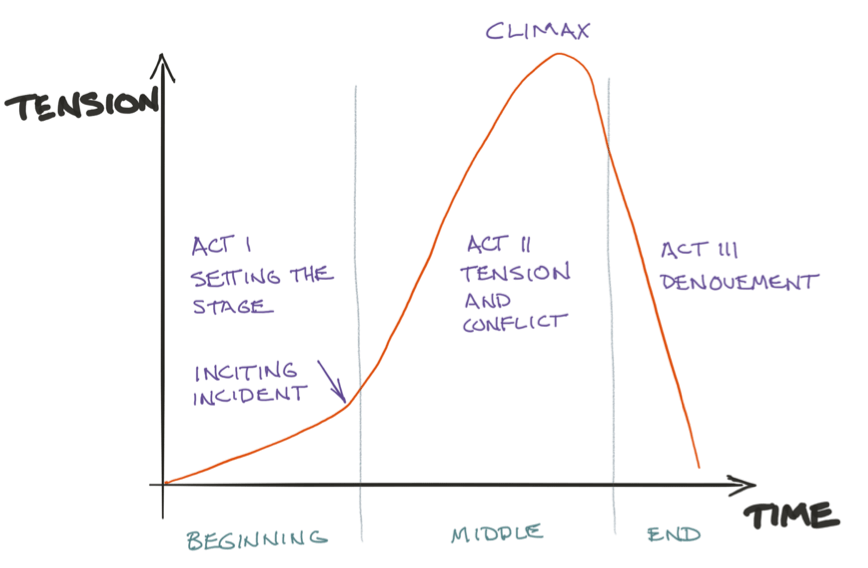 CLIMAX
TENSION
ACT I
SETTING THE
STAGE
INCITING
INCIDENT
ACT II
TENSION
AND
CONFLICT
ACT III
DENOUEMENT
TIME
BEGINNING
MIDDLE
END